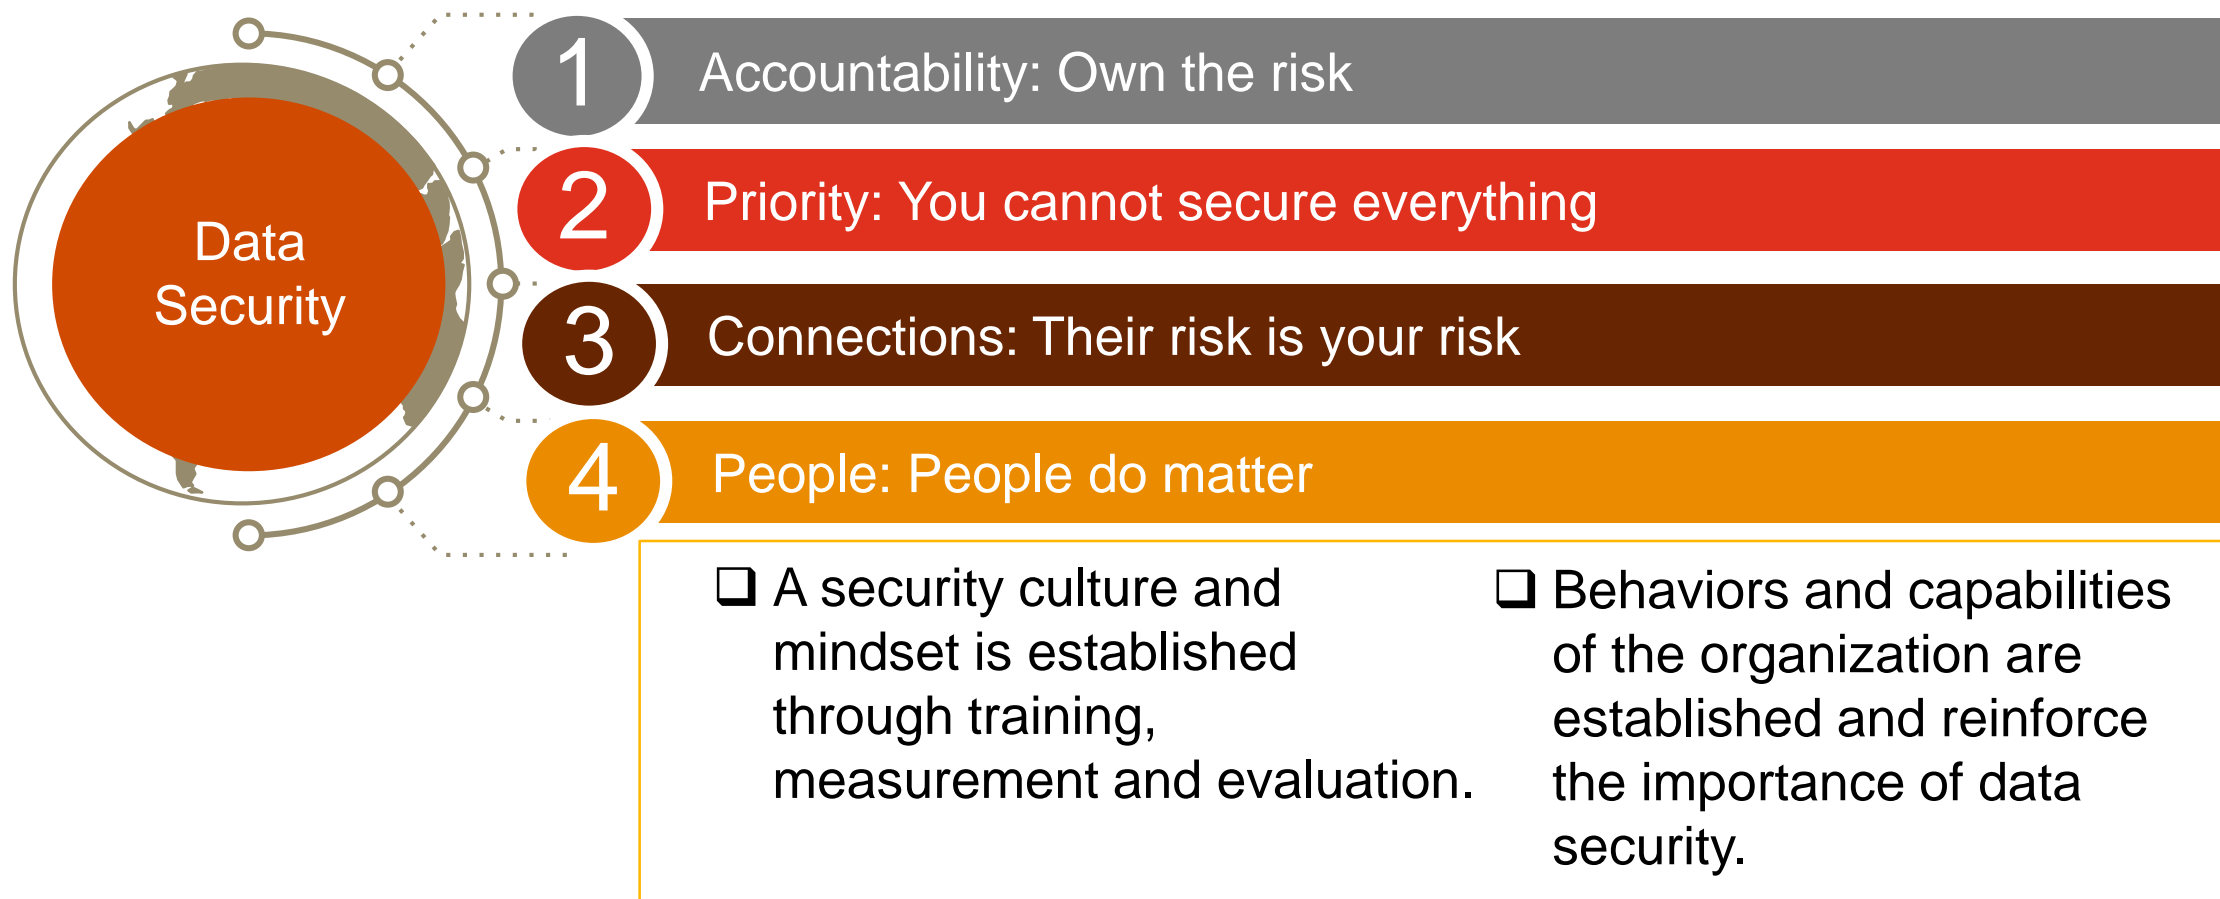 Data
Security
1
Accountability: Own the risk
2
Priority: You cannot secure everything
3
Connections: Their risk is your risk
4
People: People do matter
❑ A security culture and
mindset is established
through training,
measurement and evaluation.
❑ Behaviors and capabilities
of the organization are
established and reinforce
the importance of data
security.